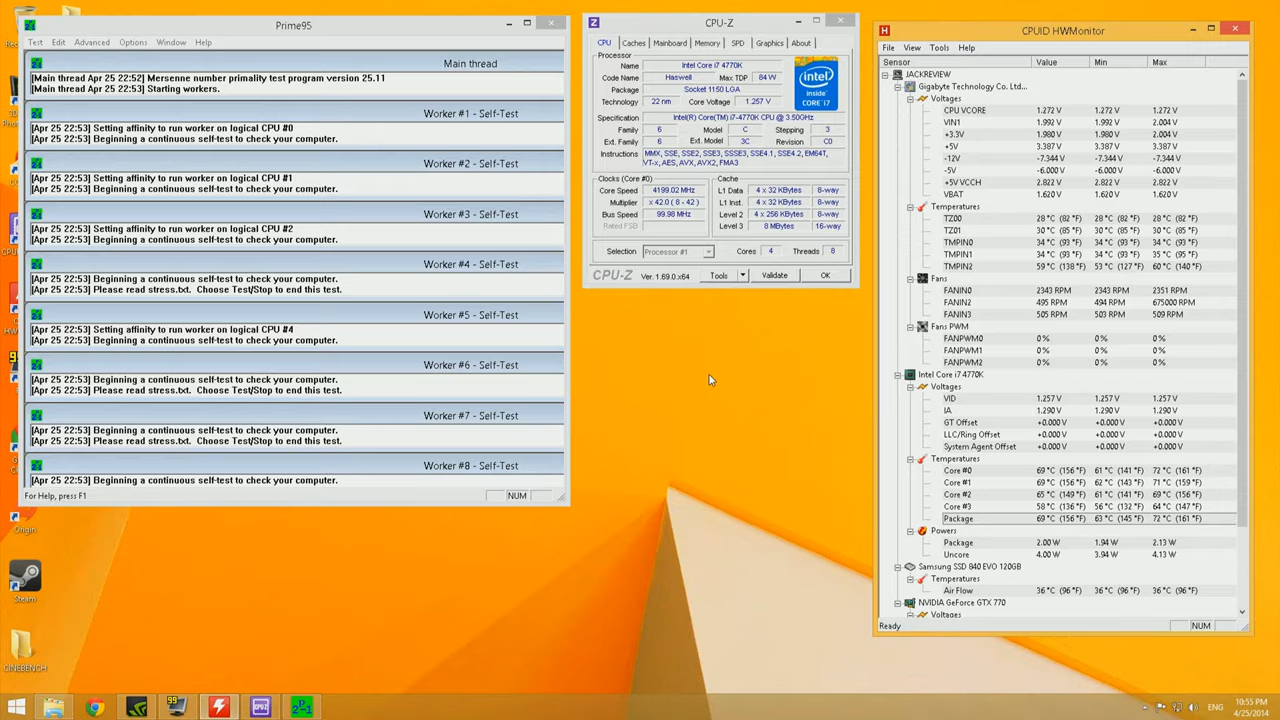 Prime95
Test Edit Advanced Options Window Help
Main thread
[Main thread Apr 25 22:52] Mersenne number primality test program version 25.11
[Main thread Apr 25 22:53] Starting workers.
Worker #1 - Self-Test
[Apr 25 22:53] Setting affinity to run worker on logical CPU #0
[Apr 25 22:53] Beginning a continuous self-test to check your computer.
Worker #2 - Self-Test
[Apr 25 22:53] Setting affinity to run worker on logical CPU #1
[Apr 25 22:53] Beginning a continuous self-test to check your computer.
Worker #3 - Self-Test
[Apr 25 22:53] Setting affinity to run worker on logical CPU #2
[Apr 25 22:53] Beginning a continuous self-test to check your computer.
Worker #4 - Self-Test
[Apr 25 22:53] Beginning a continuous self-test to check your computer.
[Apr 25 22:53] Please read stress.txt. Choose Test/Stop to end this test.
Worker #5 - Self-Test
[Apr 25 22:53] Setting affinity to run worker on logical CPU #4
[Apr 25 22:53] Beginning a continuous self-test to check your computer.
Worker #6 - Self-Test
[Apr 25 22:53] Beginning a continuous self-test to check your computer.
[Apr 25 22:53] Please read stress.txt. Choose Test/Stop to end this test.
Worker #7 - Self-Test
[Apr 25 22:53] Beginning a continuous self-test to check your computer.
[Apr 25 22:53] Please read stress.txt. Choose Test/Stop to end this test.
Worker #8 - Self-Test
[Apr 25 22:53] Beginning a continuous self-test to check your computer.
For Help, press F1 NUM
CPU-Z
CPU Caches Mainboard Memory SPD Graphics About
Processor
Name Intel Core i7 4770K
Code Name Haswell Max TDP 84 W
Package Socket 1150 LGA
Technology 22 nm Core Voltage 1.257 V
intel inside CORE i7
Specification Intel(R) Core(TM) i7-4770K CPU @ 3.50GHz
Family 6 Model C Stepping 3
Ext. Family 6 Ext. Model 3C Revision C0
Instructions MMX, SSE, SSE2, SSE3, SSSE3, SSE4.1, SSE4.2, EM64T,
VT-x, AES, AVX, AVX2, FMA3
Clocks (Core #0) Cache
Core Speed 4199.02 MHz L1 Data 4 x 32 KBytes 8-way
Multiplier x 42.0 ( 8 - 42 ) L1 Inst. 4 x 32 KBytes 8-way
Bus Speed 99.98 MHz Level 2 4 x 256 KBytes 8-way
Rated FSB Level 3 8 MBytes 16-way
Selection Processor #1 Cores 4 Threads 8
CPU-Z Ver. 1.69.0.x64 Tools Validate OK
CPUID HWMonitor
File View Tools Help
Sensor Value Min Max
JACKREVIEW
Gigabyte Technology Co. Ltd...
Voltages
CPU VCORE 1.272 V 1.272 V 1.272 V
VIN1 1.992 V 1.992 V 2.004 V
+3.3V 1.980 V 1.980 V 1.980 V
+5V 3.387 V 3.387 V 3.387 V
-12V -7.344 V -7.344 V -7.344 V
-5V -6.000 V -6.000 V -6.000 V
+5V VCCH 2.822 V 2.822 V 2.822 V
VBAT 1.620 V 1.620 V 1.620 V
Temperatures
TZ00 28 °C (82 °F) 28 °C (82 °F) 28 °C (82 °F)
TZ01 30 °C (86 °F) 30 °C (86 °F) 30 °C (86 °F)
TMPIN0 34 °C (93 °F) 34 °C (93 °F) 34 °C (93 °F)
TMPIN1 34 °C (93 °F) 34 °C (93 °F) 35 °C (95 °F)
TMPIN2 59 °C (138 °F) 53 °C (127 °F) 60 °C (140 °F)
Fans
FANIN0 2343 RPM 2343 RPM 2351 RPM
FANIN2 495 RPM 494 RPM 675000 RPM
FANIN3 505 RPM 503 RPM 509 RPM
Fans PWM
FANPWM0 0% 0% 0%
FANPWM1 0% 0% 0%
FANPWM2 0% 0% 0%
Intel Core i7 4770K
Voltages
VID 1.257 V 1.257 V 1.257 V
IA 1.290 V 1.290 V 1.290 V
GT Offset +0.000 V +0.000 V +0.000 V
LLC/Ring Offset +0.000 V +0.000 V +0.000 V
System Agent Offset +0.000 V +0.000 V +0.000 V
Temperatures
Core #0 69 °C (156 °F) 61 °C (141 °F) 72 °C (161 °F)
Core #1 69 °C (156 °F) 62 °C (143 °F) 71 °C (159 °F)
Core #2 65 °C (149 °F) 61 °C (141 °F) 69 °C (156 °F)
Core #3 58 °C (136 °F) 56 °C (132 °F) 64 °C (147 °F)
Package 69 °C (156 °F) 63 °C (145 °F) 72 °C (161 °F)
Powers
Package 2.00 W 1.94 W 2.13 W
Uncore 4.00 W 3.94 W 4.13 W
Samsung SSD 840 EVO 120GB
Temperatures
Air Flow 36 °C (96 °F) 36 °C (96 °F) 36 °C (96 °F)
NVIDIA GeForce GTX 770
Voltages
Ready NUM
Origin
Steam
CINEBENCH
99
CPUZ
ENG
10:55 PM
4/25/2014